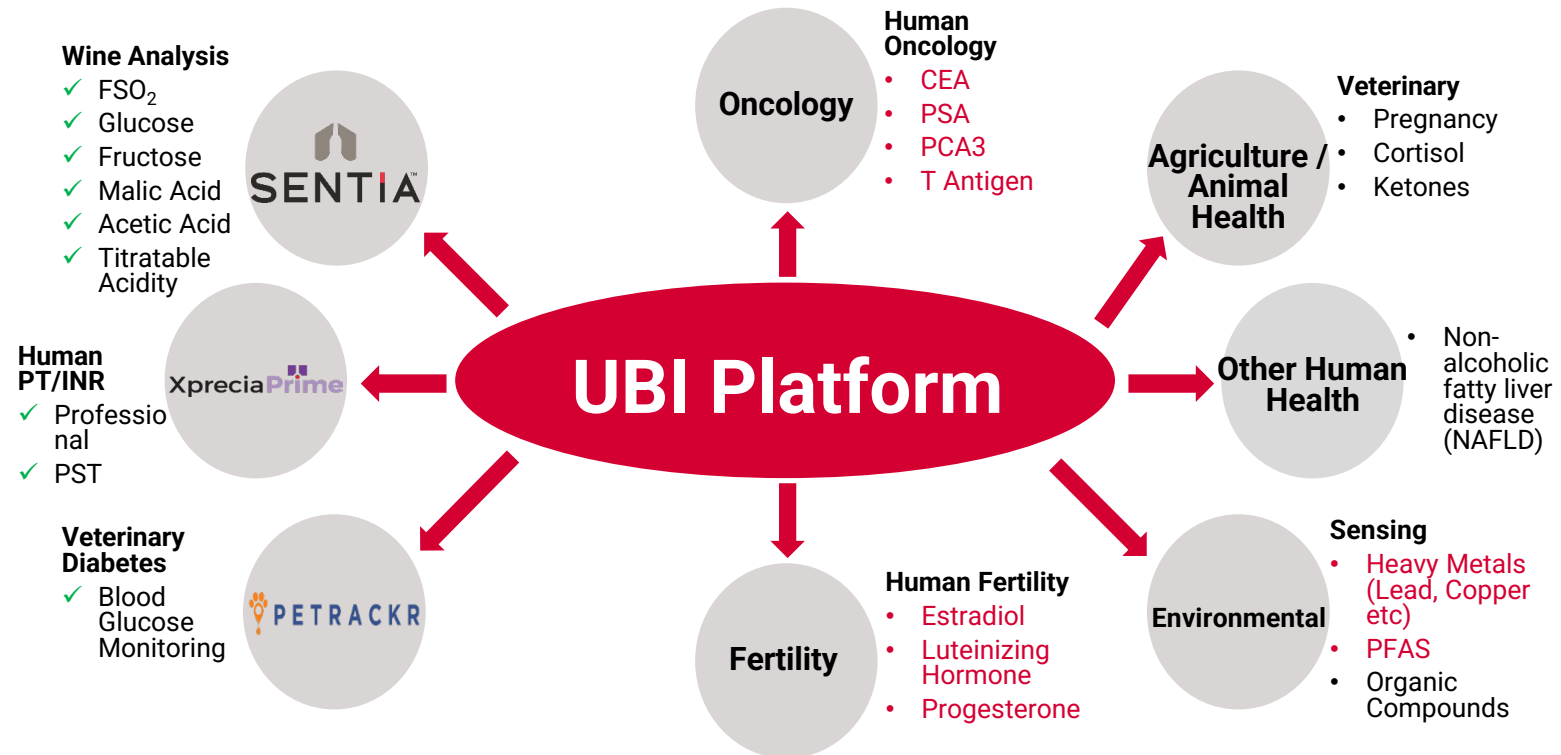 Wine Analysis
✓ FSO₂
✓ Glucose
✓ Fructose
✓ Malic Acid
✓ Acetic Acid
✓ Titratable
Acidity
SENTIA™
Human
PT/INR
✓ Professio
nal
✓ PST
XpreciaPrime
Veterinary
Diabetes
✓ Blood
Glucose
Monitoring
PETRACKR
UBI Platform
Oncology
Human
Oncology
• CEA
• PSA
• PCA3
• T Antigen
Agriculture /
Animal
Health
Veterinary
• Pregnancy
• Cortisol
• Ketones
Other Human
Health
• Non-
alcoholic
fatty liver
disease
(NAFLD)
Environmental
Sensing
• Heavy Metals
(Lead, Copper
etc)
• PFAS
• Organic
Compounds
Fertility
Human Fertility
• Estradiol
• Luteinizing
Hormone
• Progesterone